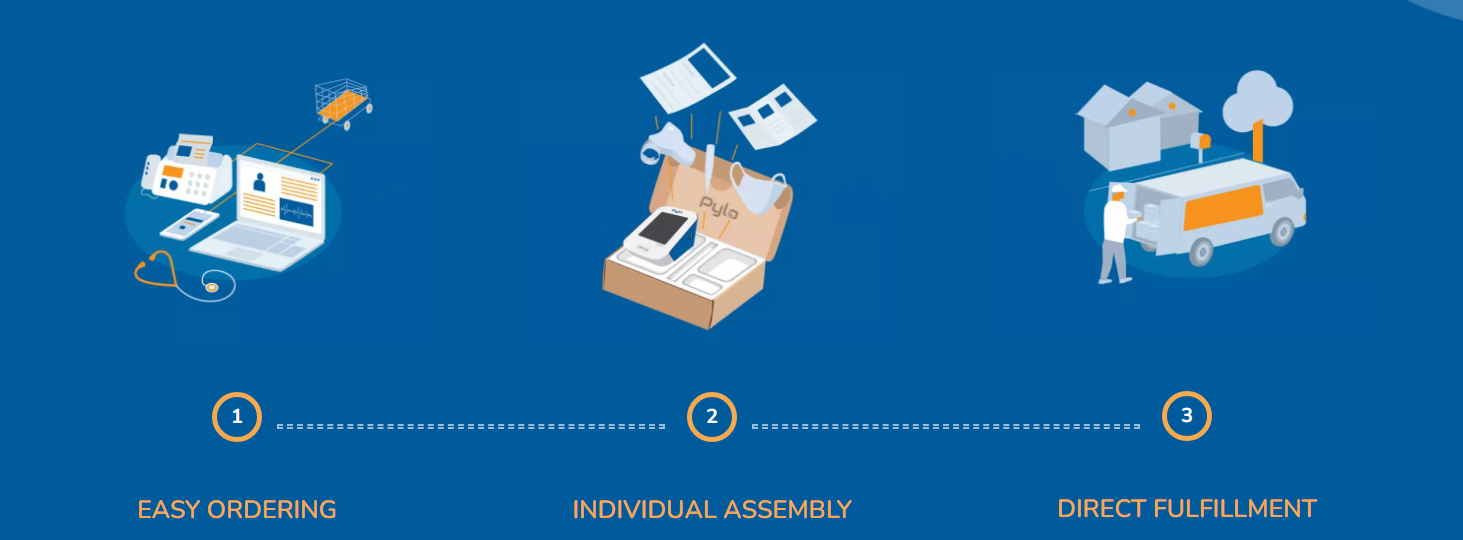 Pylo
1
2
3
EASY ORDERING
INDIVIDUAL ASSEMBLY
DIRECT FULFILLMENT